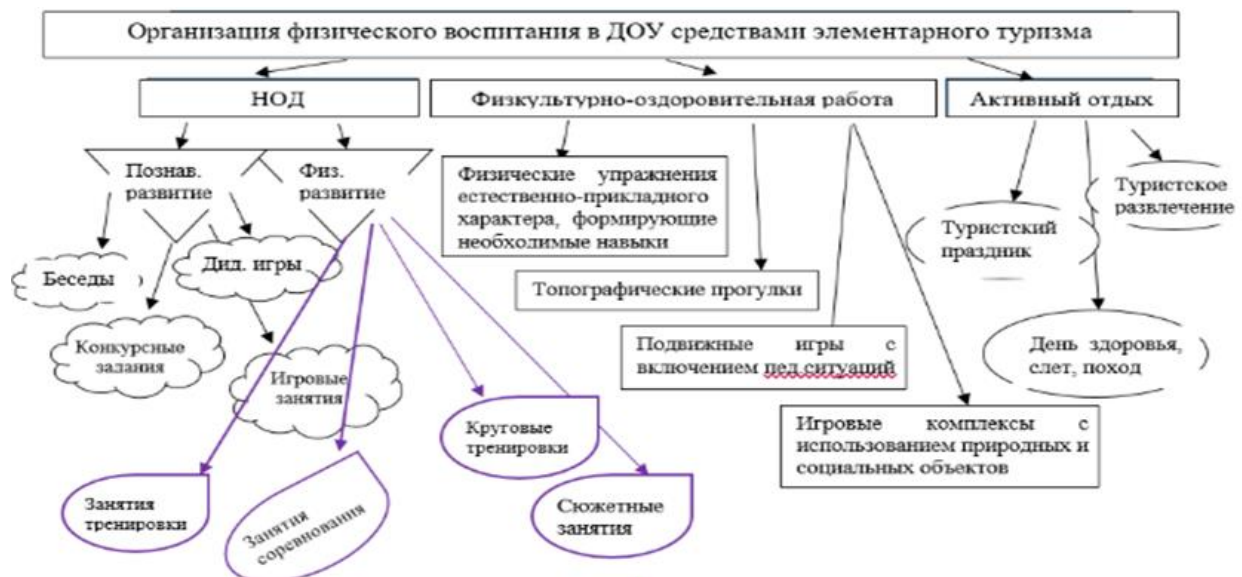 Организация физического воспитания в ДОУ средствами элементарного туризма
НОД
Физкультурно-оздоровительная работа
Активный отдых
Познав.
развитие
Физ.
развитие
Физические упражнения
естественно-прикладного
характера, формирующие
необходимые навыки
Туристское
развлечение
Туристский
праздник
Беседы
Дид. игры
Топографические прогулки
Конкурсные
задания
Игровые
занятия
Подвижные игры с
включением пед ситуаций
День здоровья,
слет, поход
Круговые
тренировки
Игровые комплексы с
использованием природных и
социальных объектов
Занятия
тренировки
Занятия
соревнования
Сюжетные
занятия